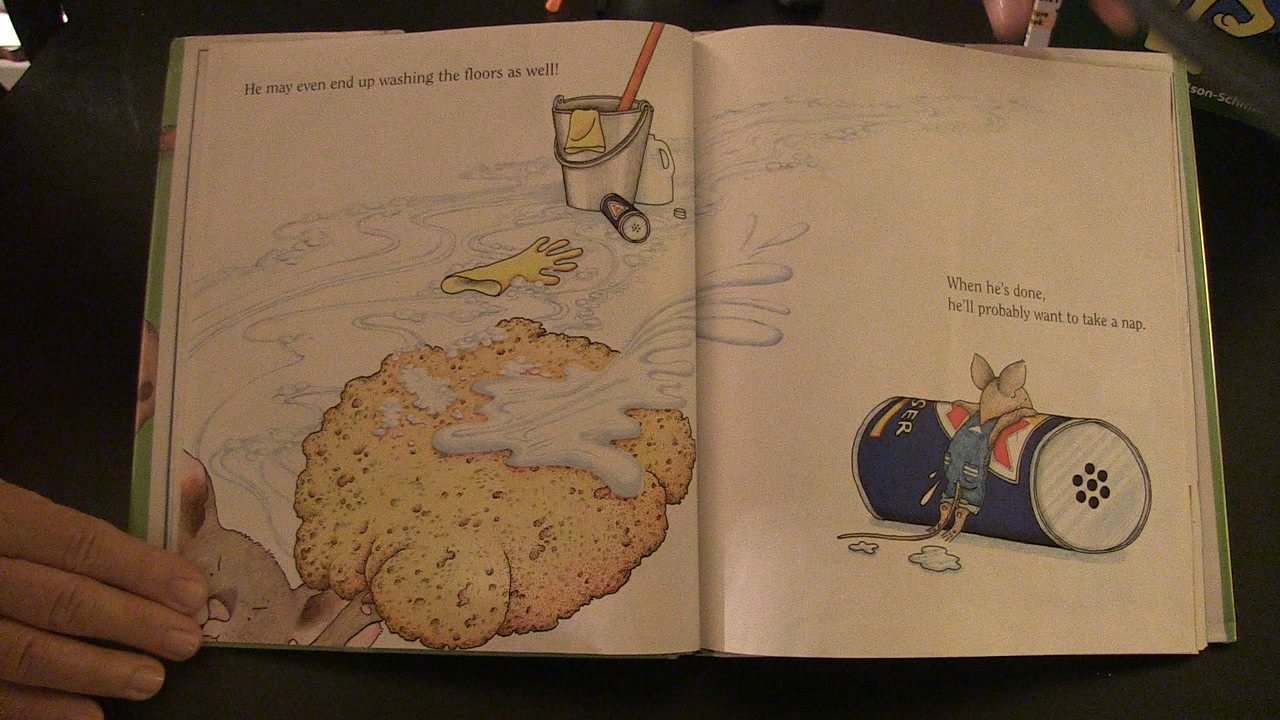 He may even end up washing the floors as well!
When he's done,
he'll probably want to take a nap.
SER